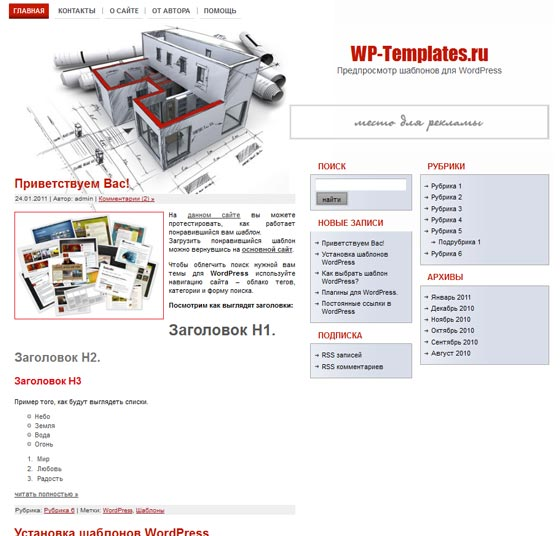 ГЛАВНАЯ КОНТАКТЫ О САЙТЕ ОТ АВТОРА ПОМОЩЬ
WP-Templates.ru
Предпросмотр шаблонов для WordPress
место для рекламы
Приветствуем Вас!
24.01.2011 | Автор: admin | Комментарии (2) »
На данном сайте вы можете
протестировать, как работает
понравившийся вам шаблон.
Загрузить понравившийся шаблон
можно вернувшись на основной сайт.
Чтобы облегчить поиск нужной вам
темы для WordPress используйте
навигацию сайта – облако тегов,
категории и форму поиска.
Посмотрим как выглядят заголовки:
Заголовок H1.
Заголовок H2.
Заголовок H3
Пример того, как будут выглядеть списки.
Небо
Земля
Вода
Огонь
1. Мир
2. Любовь
3. Радость
читать полностью »
Рубрика: Рубрика 6 | Метки: WordPress, Шаблоны
Установка шаблонов WordPress
ПОИСК
найти
НОВЫЕ ЗАПИСИ
Приветствуем Вас!
Установка шаблонов
WordPress
Как выбрать шаблон
WordPress?
Плагины для WordPress.
Постоянные ссылки в
WordPress
ПОДПИСКА
RSS записей
RSS комментариев
РУБРИКИ
Рубрика 1
Рубрика 2
Рубрика 3
Рубрика 4
Рубрика 5
Подрубрика 1
Рубрика 6
АРХИВЫ
Январь 2011
Декабрь 2010
Ноябрь 2010
Октябрь 2010
Сентябрь 2010
Август 2010